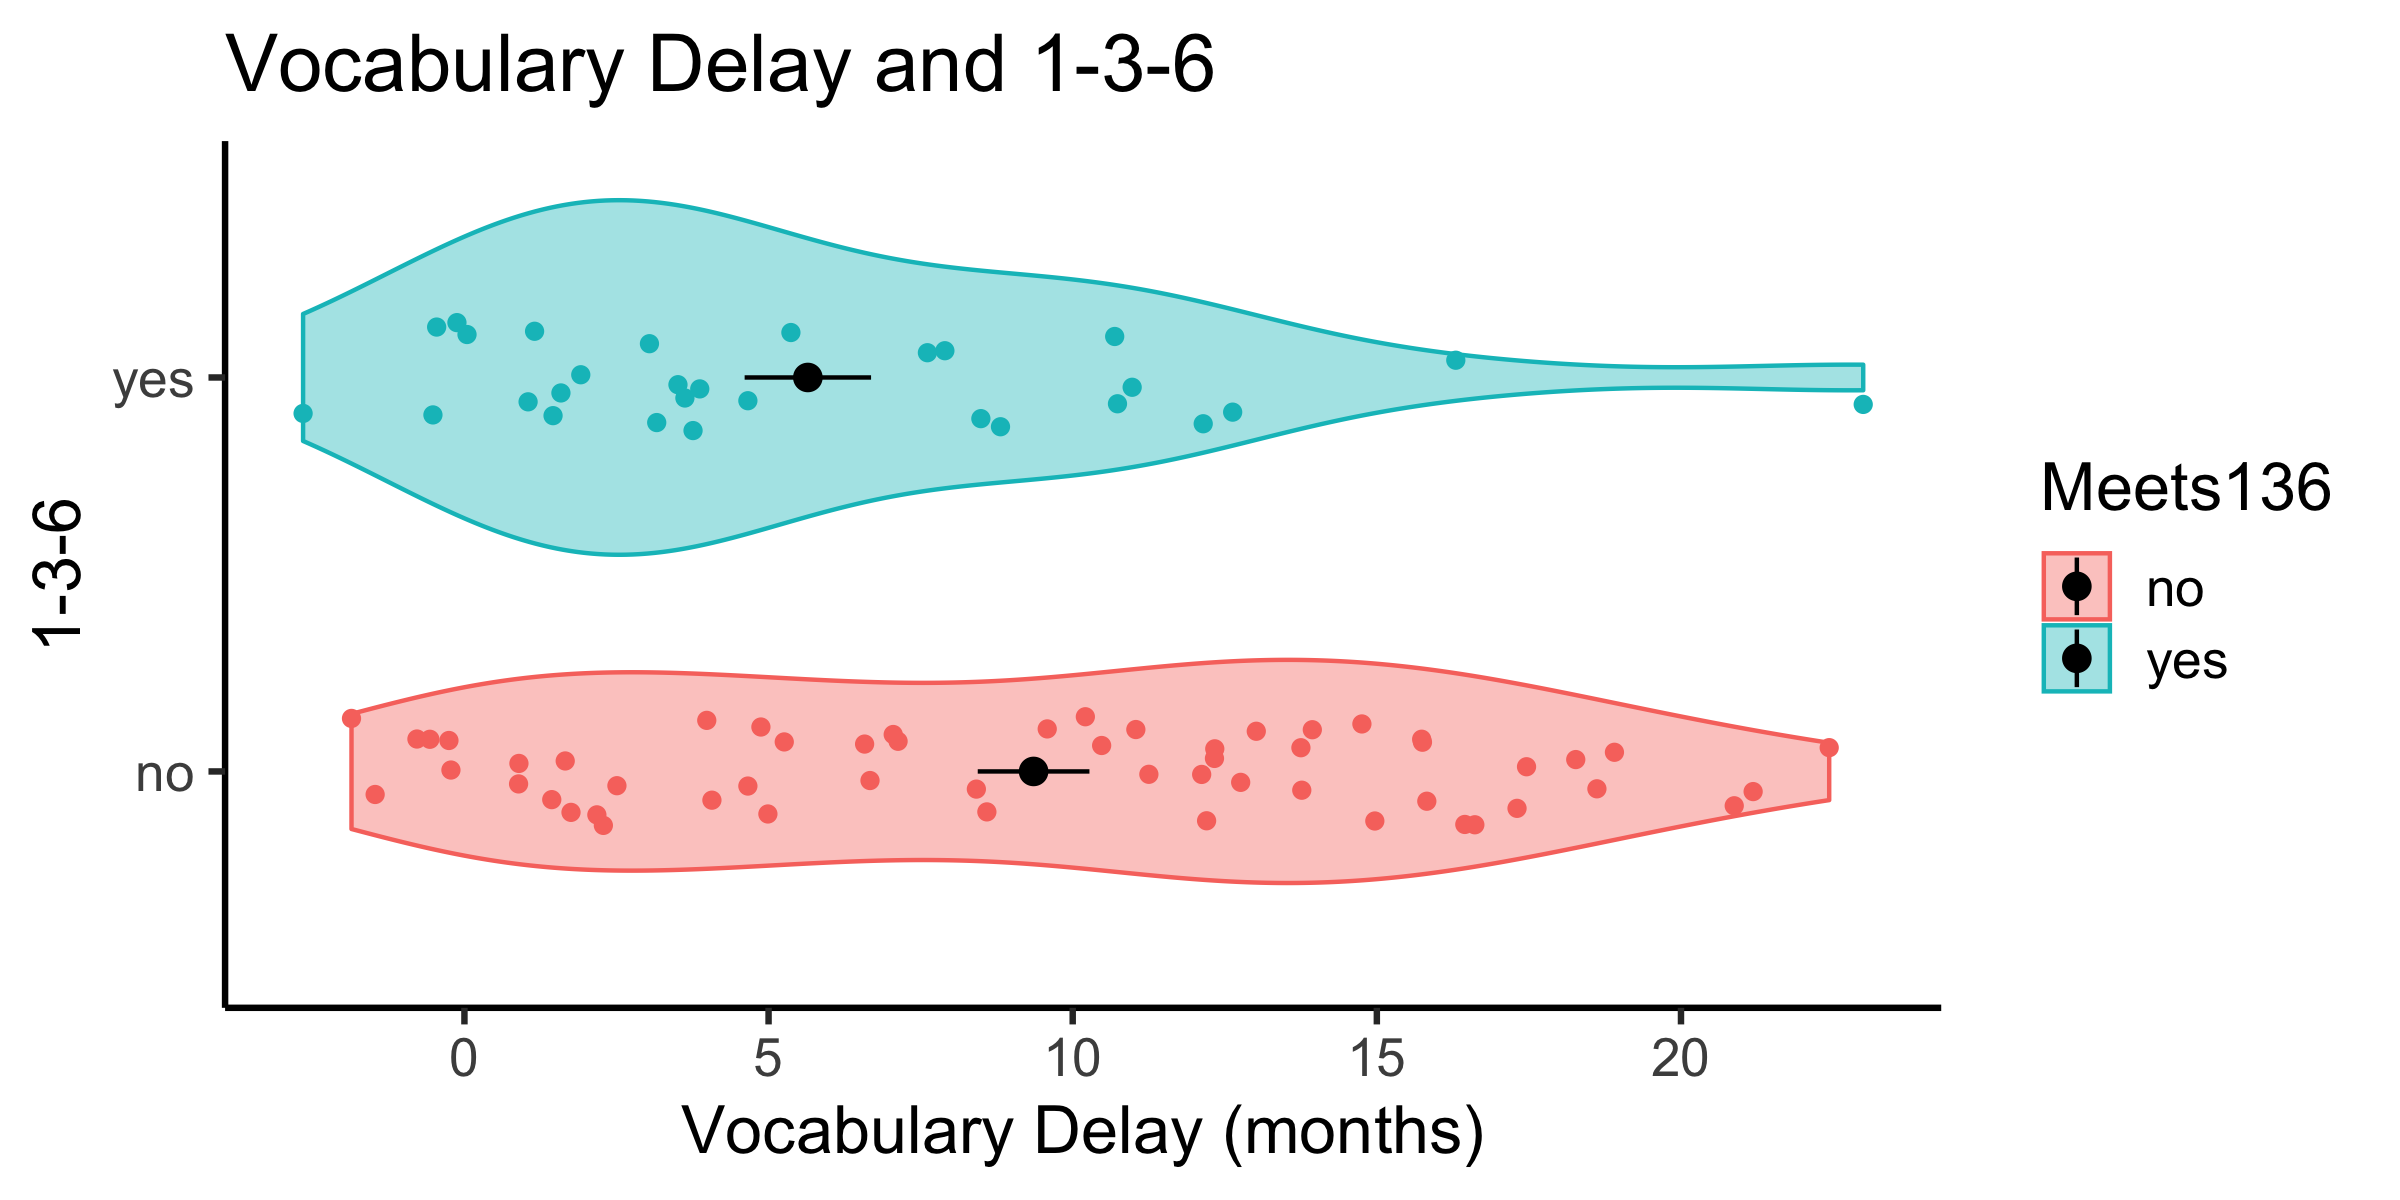 Vocabulary Delay and 1-3-6
1-3-6
yes
no
0 5 10 15 20
Vocabulary Delay (months)
Meets136
no
yes